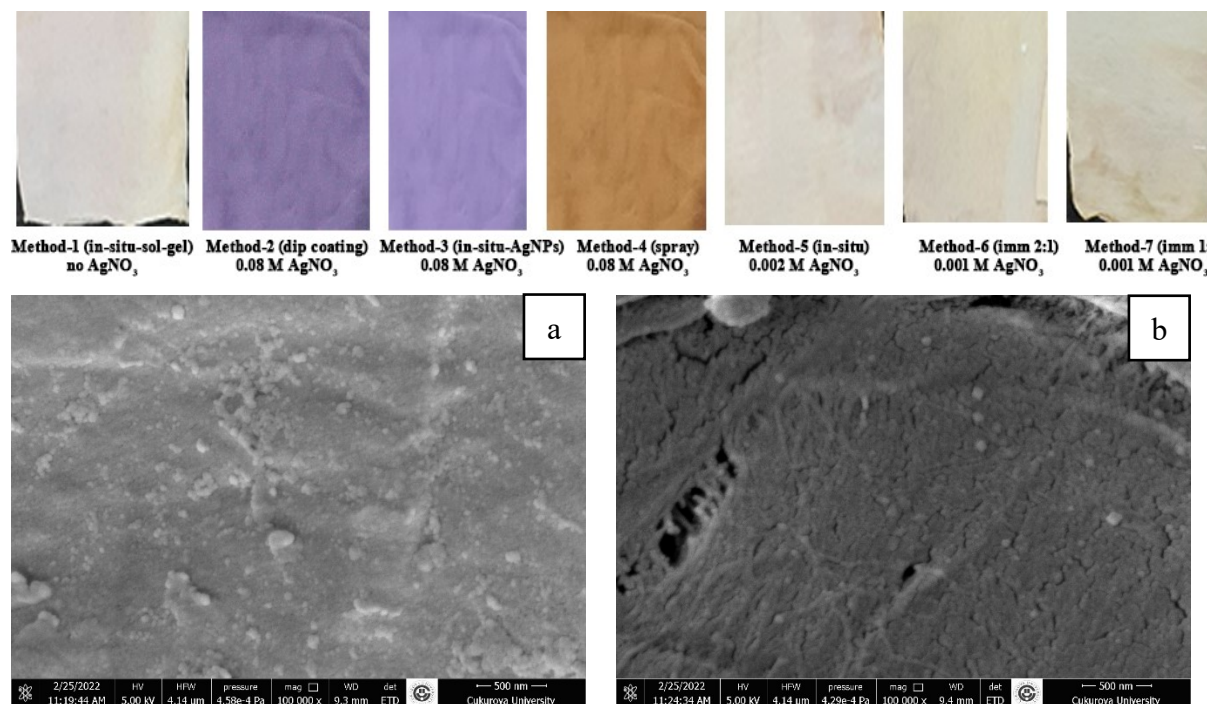 Method-1 (in-situ-sol-gel) Method-2 (dip coating) Method-3 (in-situ-AgNPs) Method-4 (spray) Method-5 (in-situ) Method-6 (imm 2:1) Method-7 (imm 1:
no AgNO₃ 0.08 M AgNO₃ 0.08 M AgNO₃ 0.08 M AgNO₃ 0.002 M AgNO₃ 0.001 M AgNO₃ 0.001 M AgNO₃
a
b
2/25/2022 HV HFW pressure mag □ WD det 500 nm
11:19:44 AM 5.00 kV 4.14 µm 4.58e-4 Pa 100 000 x 9.3 mm ETD Cukurova University
2/25/2022 HV HFW pressure mag □ WD det 500 nm
11:24:34 AM 5.00 kV 4.14 µm 4.29e-4 Pa 100 000 x 9.4 mm ETD Cukurova University